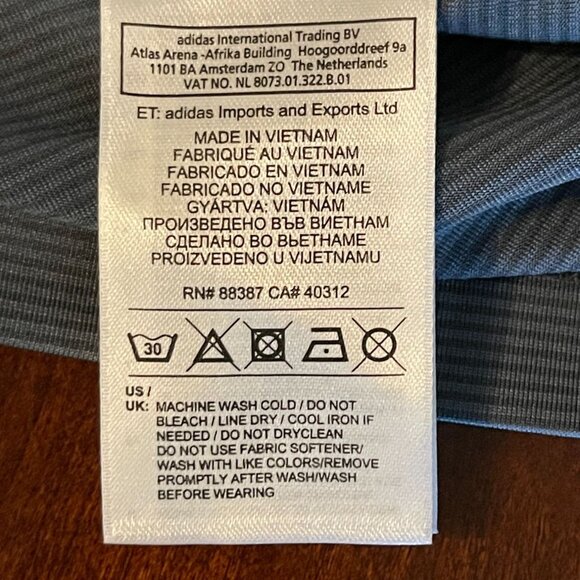 adidas International Trading BV
Atlas Arena -Afrika Building Hoogoorddreef 9a
1101 BA Amsterdam ZO The Netherlands
VAT NO. NL 8073.01.322.B.01
ET: adidas Imports and Exports Ltd
MADE IN VIETNAM
FABRIQUÉ AU VIETNAM
FABRICADO EN VIETNAM
FABRICADO NO VIETNAME
GYÁRTVA: VIETNÁM
ПРОИЗВЕДЕНО ВЪВ ВИЕТНАМ
СДЕЛАНО ВО ВЬЕТНАМЕ
PROIZVEDENO U VIJETNAMU
RN# 88387 CA# 40312
30
US /
UK: MACHINE WASH COLD / DO NOT
BLEACH / LINE DRY / COOL IRON IF
NEEDED / DO NOT DRYCLEAN
DO NOT USE FABRIC SOFTENER/
WASH WITH LIKE COLORS/REMOVE
PROMPTLY AFTER WASH/WASH
BEFORE WEARING